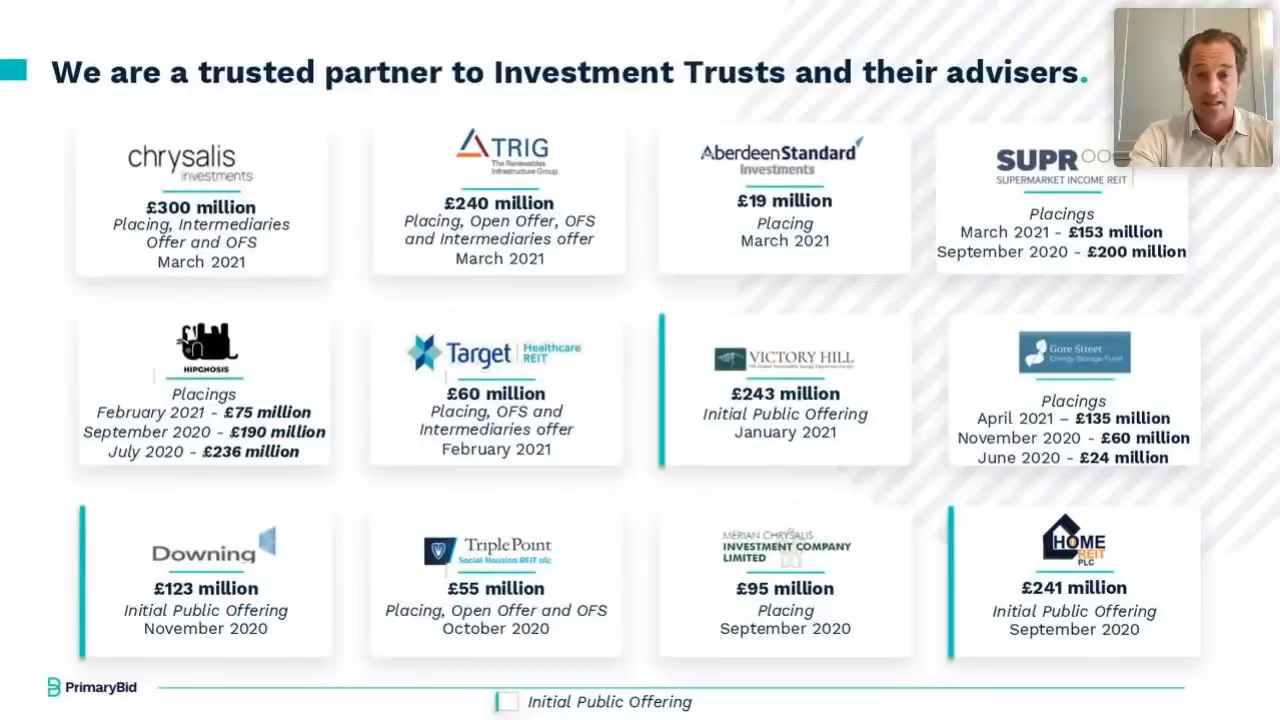 We are a trusted partner to Investment Trusts and their advisers.
chrysalis
investments
£300 million
Placing, Intermediaries
Offer and OFS
March 2021
TRIG
The Renewables
Infrastructure Group
£240 million
Placing, Open Offer, OFS
and Intermediaries offer
March 2021
AberdeenStandard
Investments
£19 million
Placing
March 2021
SUPR
SUPERMARKET INCOME REIT
Placings
March 2021 - £153 million
September 2020 - £200 million
HIPGNOSIS
Placings
February 2021 - £75 million
September 2020 - £190 million
July 2020 - £236 million
Target Healthcare
REIT
£60 million
Placing, OFS and
Intermediaries offer
February 2021
VICTORY HILL
£243 million
Initial Public Offering
January 2021
Gore Street
Energy Storage Fund
Placings
April 2021 – £135 million
November 2020 - £60 million
June 2020 - £24 million
Downing
£123 million
Initial Public Offering
November 2020
TriplePoint
Social Housing REIT plc
£55 million
Placing, Open Offer and OFS
October 2020
MERIAN CHRYSALIS
INVESTMENT COMPANY
LIMITED
£95 million
Placing
September 2020
HOME
REIT
PLC
£241 million
Initial Public Offering
September 2020
PrimaryBid
Initial Public Offering